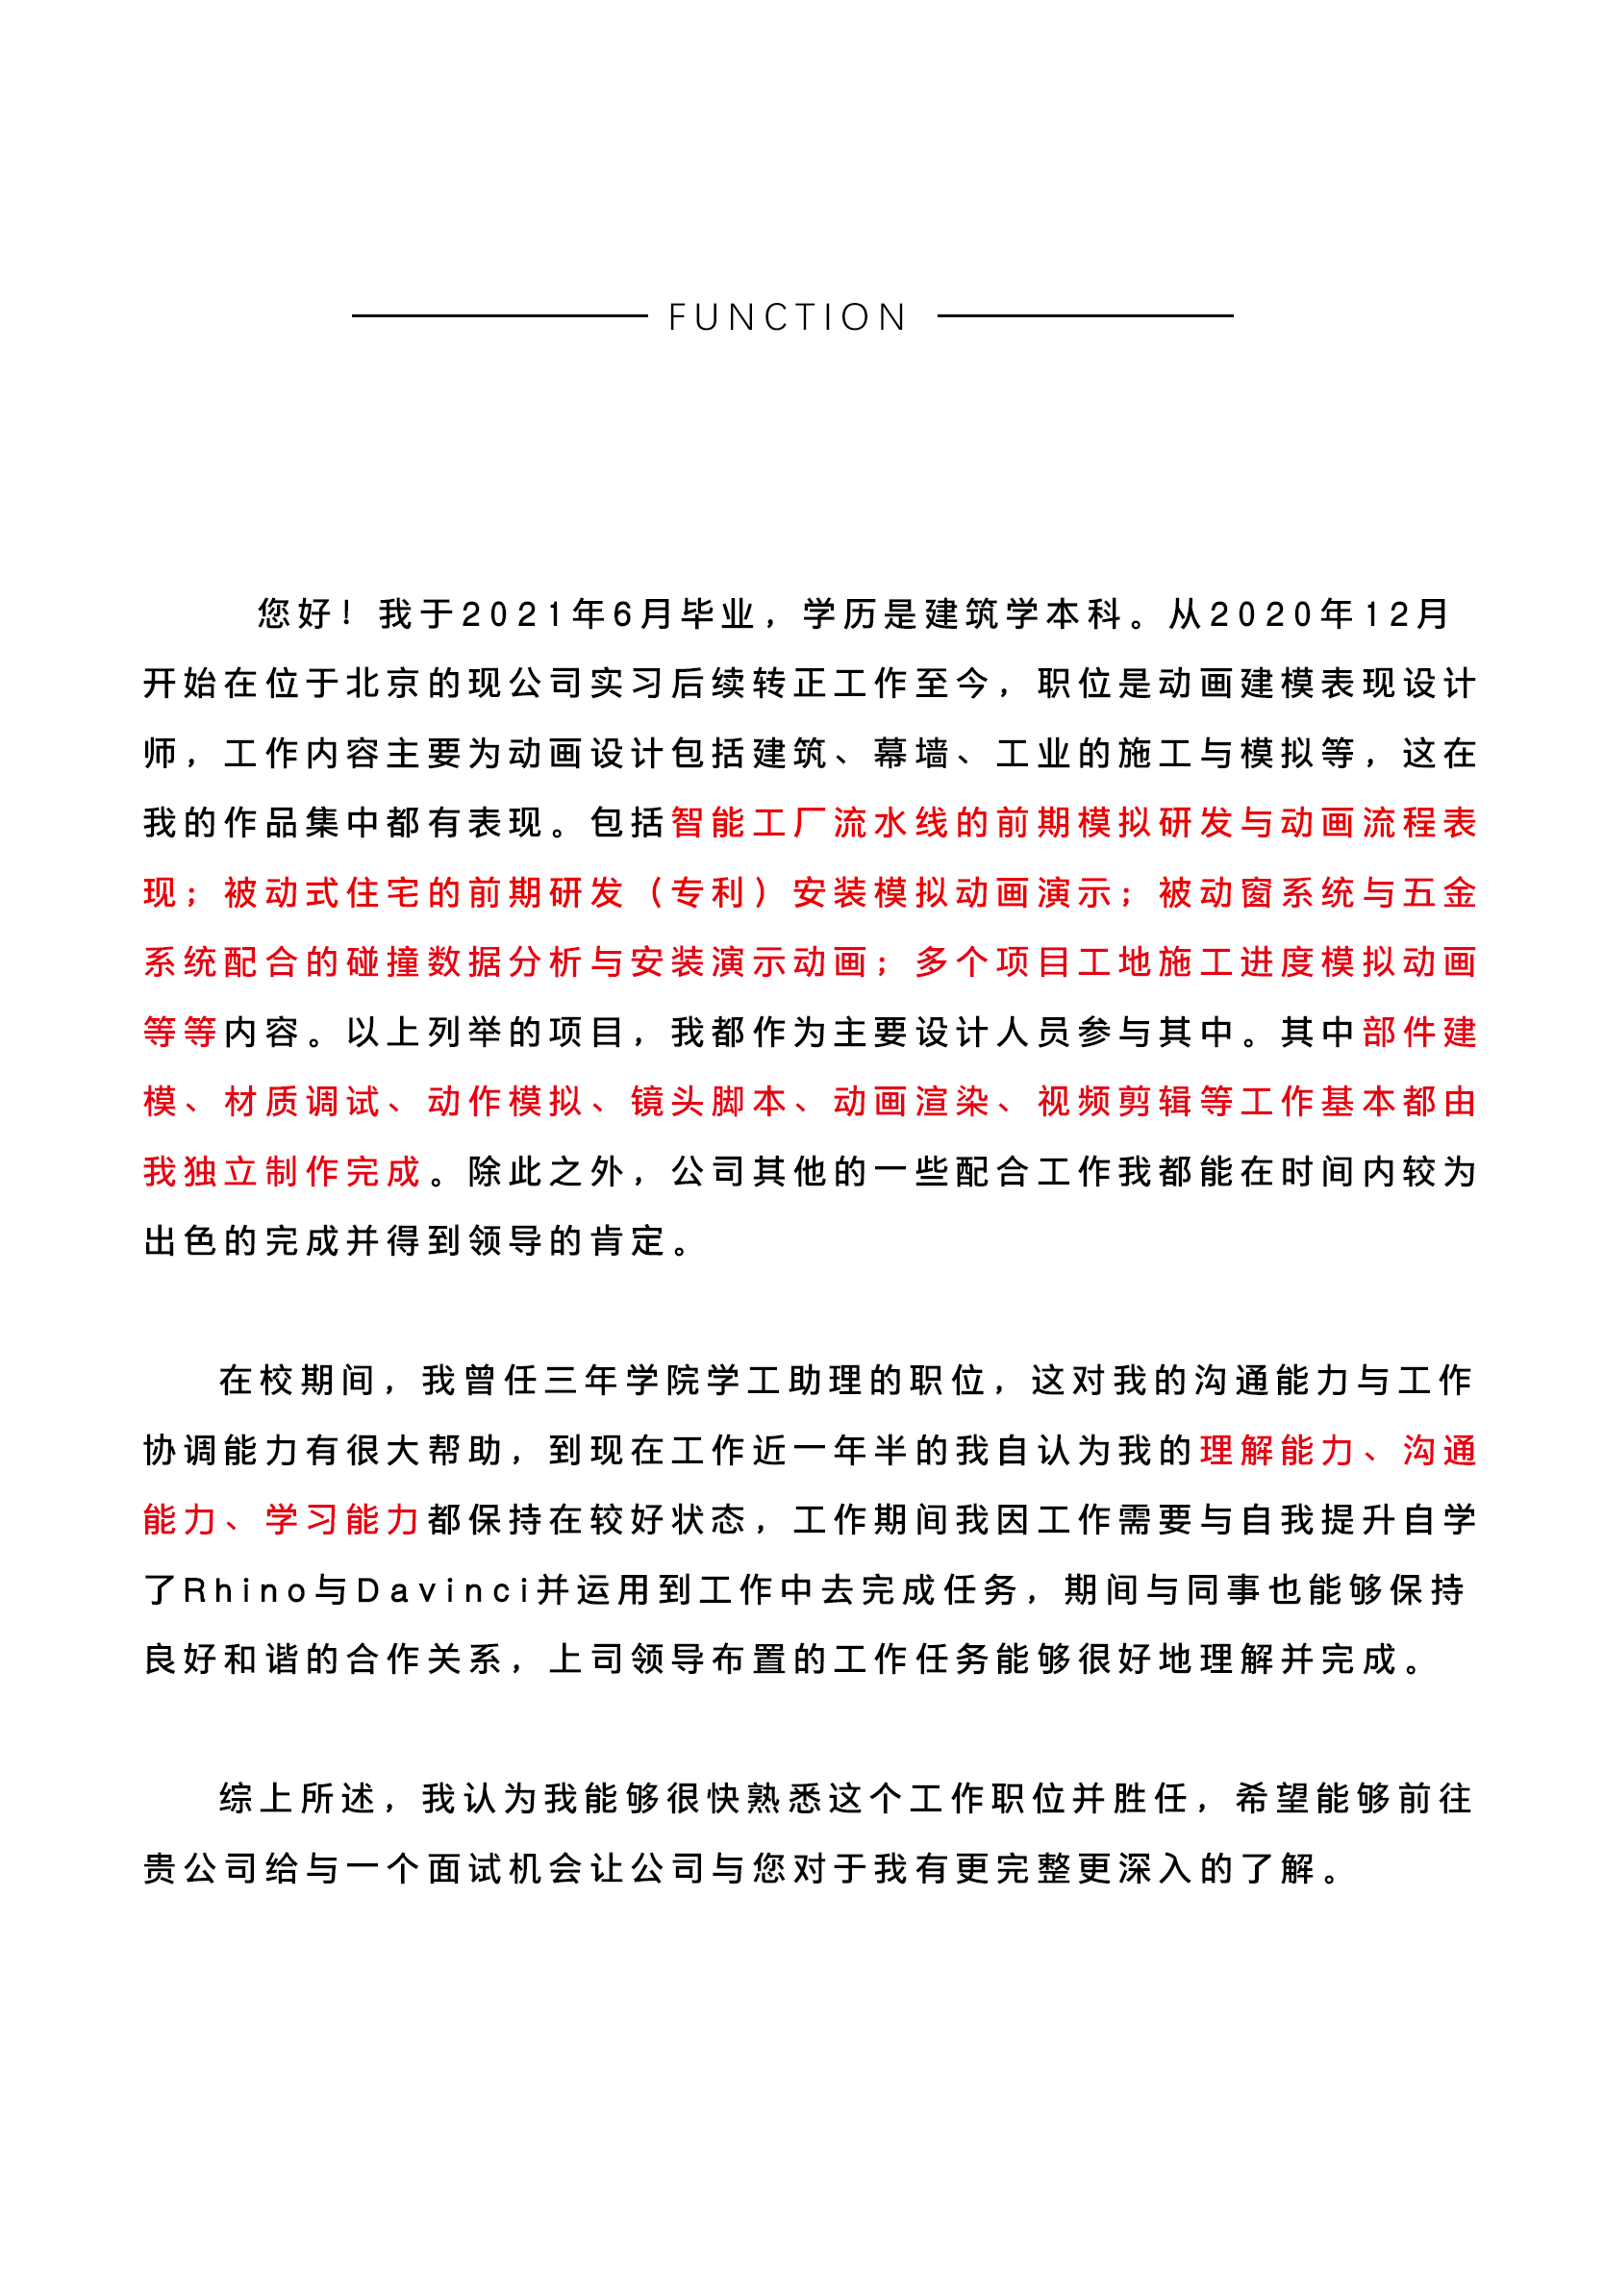 FUNCTION
您好！我于2021年6月毕业，学历是建筑学本科。从2020年12月
开始在位于北京的现公司实习后续转正工作至今，职位是动画建模表现设计
师，工作内容主要为动画设计包括建筑、幕墙、工业的施工与模拟等，这在
我的作品集中都有表现。包括智能工厂流水线的前期模拟研发与动画流程表
现；被动式住宅的前期研发（专利）安装模拟动画演示；被动窗系统与五金
系统配合的碰撞数据分析与安装演示动画；多个项目工地施工进度模拟动画
等等内容。以上列举的项目，我都作为主要设计人员参与其中。其中部件建
模、材质调试、动作模拟、镜头脚本、动画渲染、视频剪辑等工作基本都由
我独立制作完成。除此之外，公司其他的一些配合工作我都能在时间内较为
出色的完成并得到领导的肯定。
在校期间，我曾任三年学院学工助理的职位，这对我的沟通能力与工作
协调能力有很大帮助，到现在工作近一年半的我自认为我的理解能力、沟通
能力、学习能力都保持在较好状态，工作期间我因工作需要与自我提升自学
了Rhino与Davinci并运用到工作中去完成任务，期间与同事也能够保持
良好和谐的合作关系，上司领导布置的工作任务能够很好地理解并完成。
综上所述，我认为我能够很快熟悉这个工作职位并胜任，希望能够前往
贵公司给与一个面试机会让公司与您对于我有更完整更深入的了解。